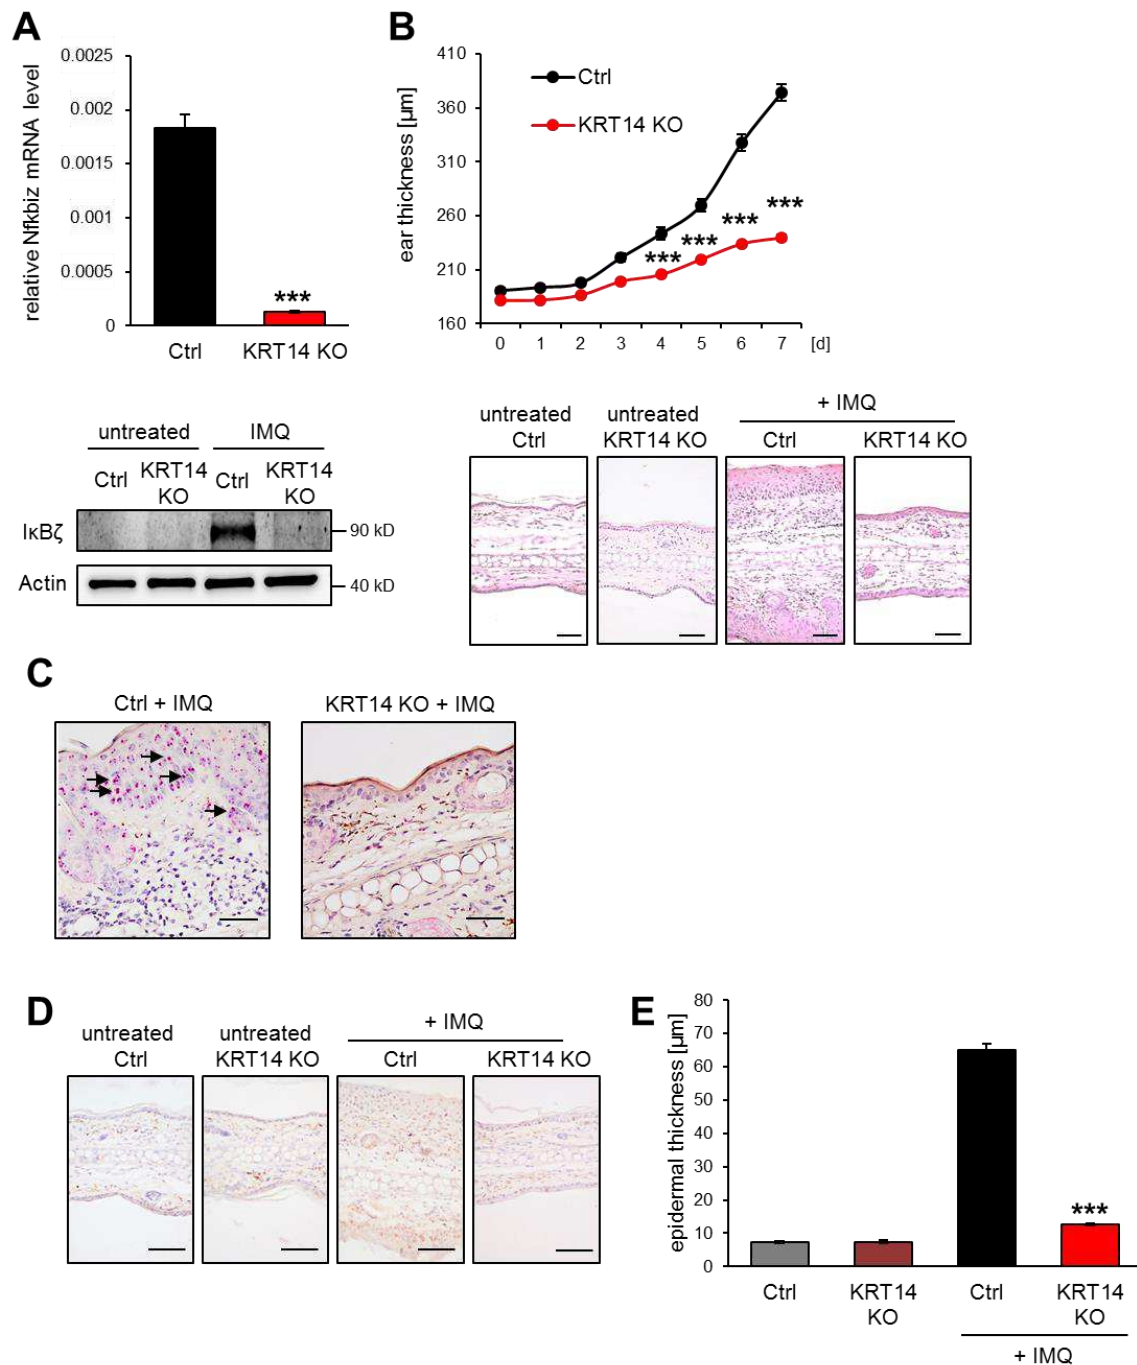 A
relative Nfkbiz mRNA level
0.0025
0.002
0.0015
0.001
0.0005
0
***
Ctrl
KRT14 KO
untreated
IMQ
Ctrl
KRT14
KO
Ctrl
KRT14
KO
IκBζ
90 kD
Actin
40 kD
B
ear thickness [µm]
410
360
310
260
210
160
Ctrl
KRT14 KO
***
***
***
***
0 1 2 3 4 5 6 7 [d]
untreated
Ctrl
untreated
KRT14 KO
+ IMQ
Ctrl
KRT14 KO
C
Ctrl + IMQ
KRT14 KO + IMQ
D
untreated
Ctrl
untreated
KRT14 KO
+ IMQ
Ctrl
KRT14 KO
E
epidermal thickness [µm]
80
70
60
50
40
30
20
10
0
***
Ctrl
KRT14
KO
Ctrl
KRT14
KO
+ IMQ